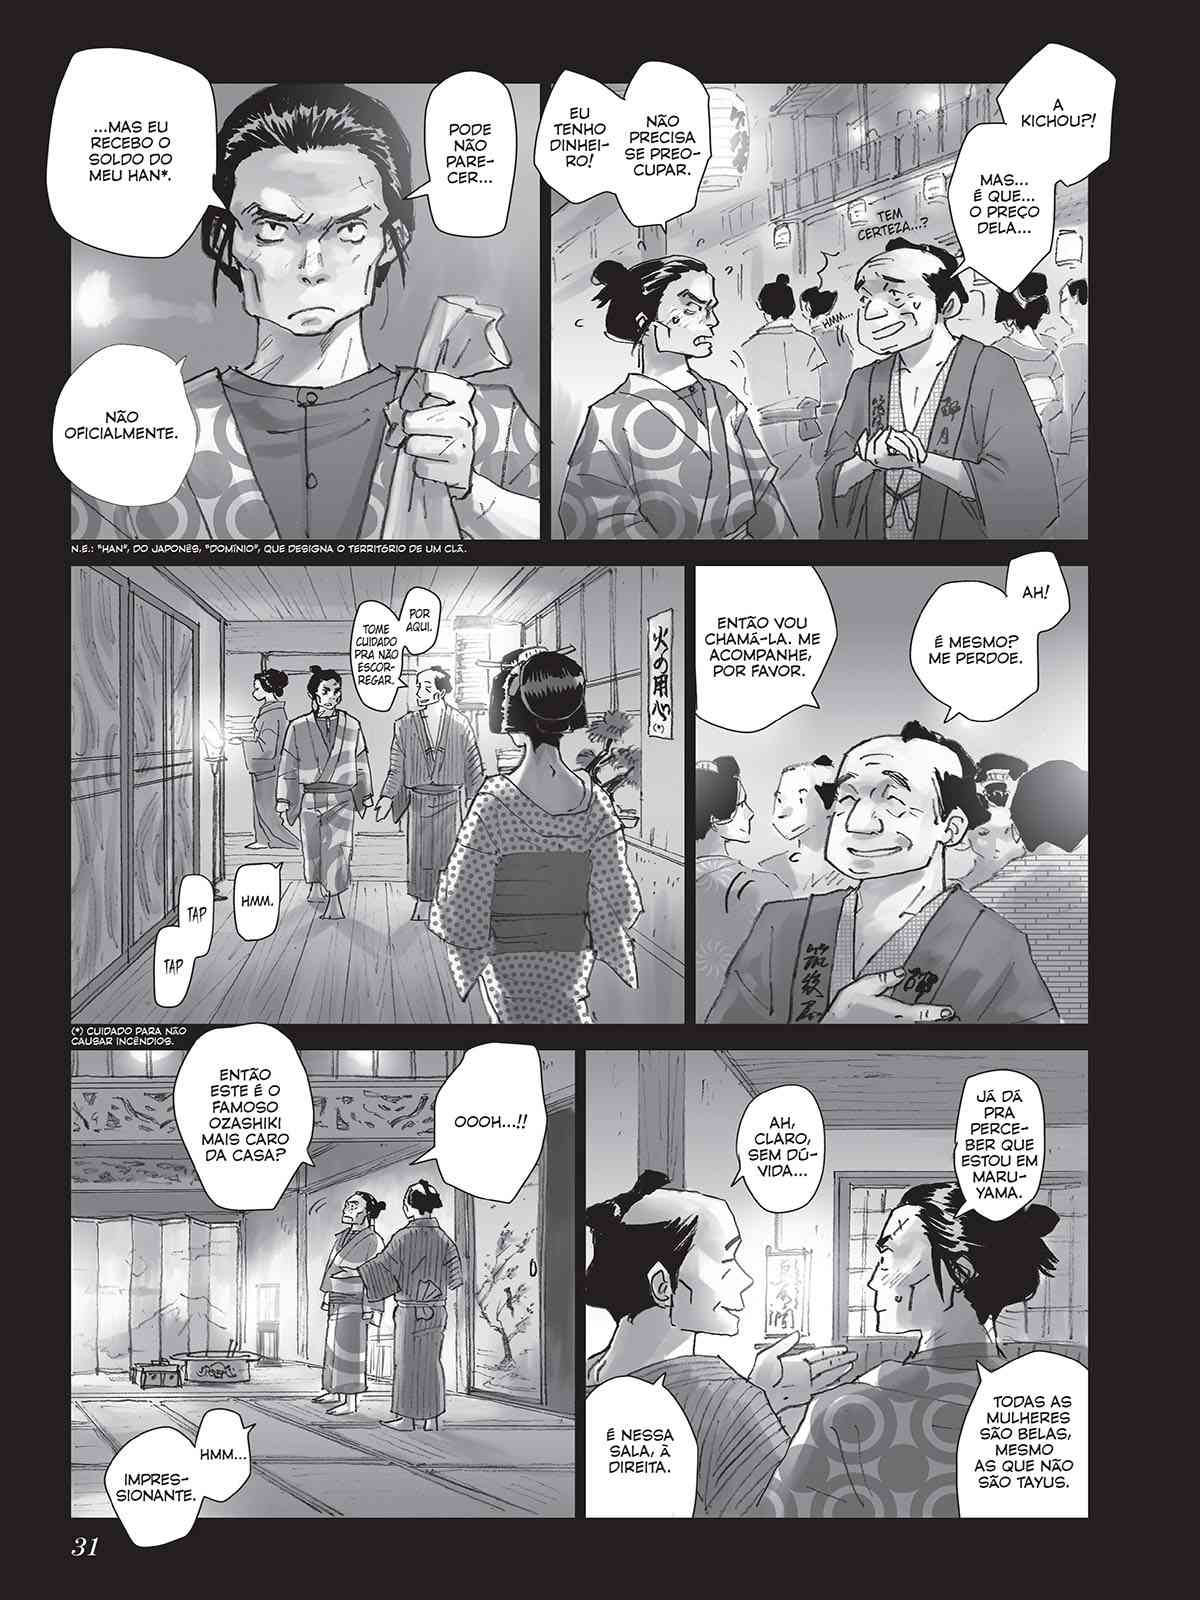 A
KICHOU?!
MAS...
É QUE...
O PREÇO
DELA...
TEM
CERTEZA...?
HMM...
NÃO
PRECISA
SE PREO-
CUPAR.
EU
TENHO
DINHEI-
RO!
PODE
NÃO
PARE-
CER...
...MAS EU
RECEBO O
SOLDO DO
MEU HAN*.
NÃO
OFICIALMENTE.
N.E.: "HAN", DO JAPONÊS, "DOMÍNIO", QUE DESIGNA O TERRITÓRIO DE UM CLÃ.
AH!
É MESMO?
ME PERDOE.
ENTÃO VOU
CHAMÁ-LA. ME
ACOMPANHE,
POR FAVOR.
火の用心
(*)
POR
AQUI.
TOME
CUIDADO
PRA NÃO
ESCOR-
REGAR.
HMM.
TAP
TAP
(*) CUIDADO PARA NÃO
CAUSAR INCÊNDIOS.
JÁ DÁ
PRA
PERCE-
BER QUE
ESTOU EM
MARU-
YAMA.
AH,
CLARO,
SEM DÚ-
VIDA...
TODAS AS
MULHERES
SÃO BELAS,
MESMO
AS QUE NÃO
SÃO TAYUS.
É NESSA
SALA, À
DIREITA.
OOOH...!!
ENTÃO
ESTE É O
FAMOSO
OZASHIKI
MAIS CARO
DA CASA?
HMM...
IMPRES-
SIONANTE.
31